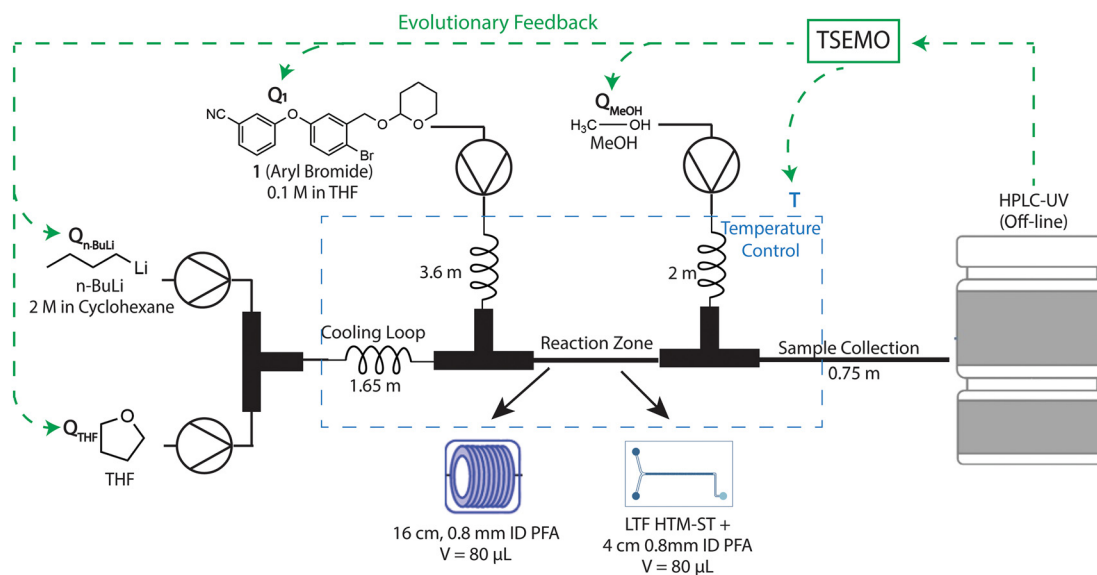 Evolutionary Feedback
TSEMO
Q1
NC
O
O
O
Br
1 (Aryl Bromide)
0.1 M in THF
QMeOH
H3C
OH
MeOH
T
Temperature
Control
HPLC-UV
(Off-line)
Qn-BuLi
Li
n-BuLi
2 M in Cyclohexane
3.6 m
2 m
Cooling Loop
1.65 m
Reaction Zone
Sample Collection
0.75 m
QTHF
O
THF
16 cm, 0.8 mm ID PFA
V = 80 µL
LTF HTM-ST +
4 cm 0.8mm ID PFA
V = 80 µL